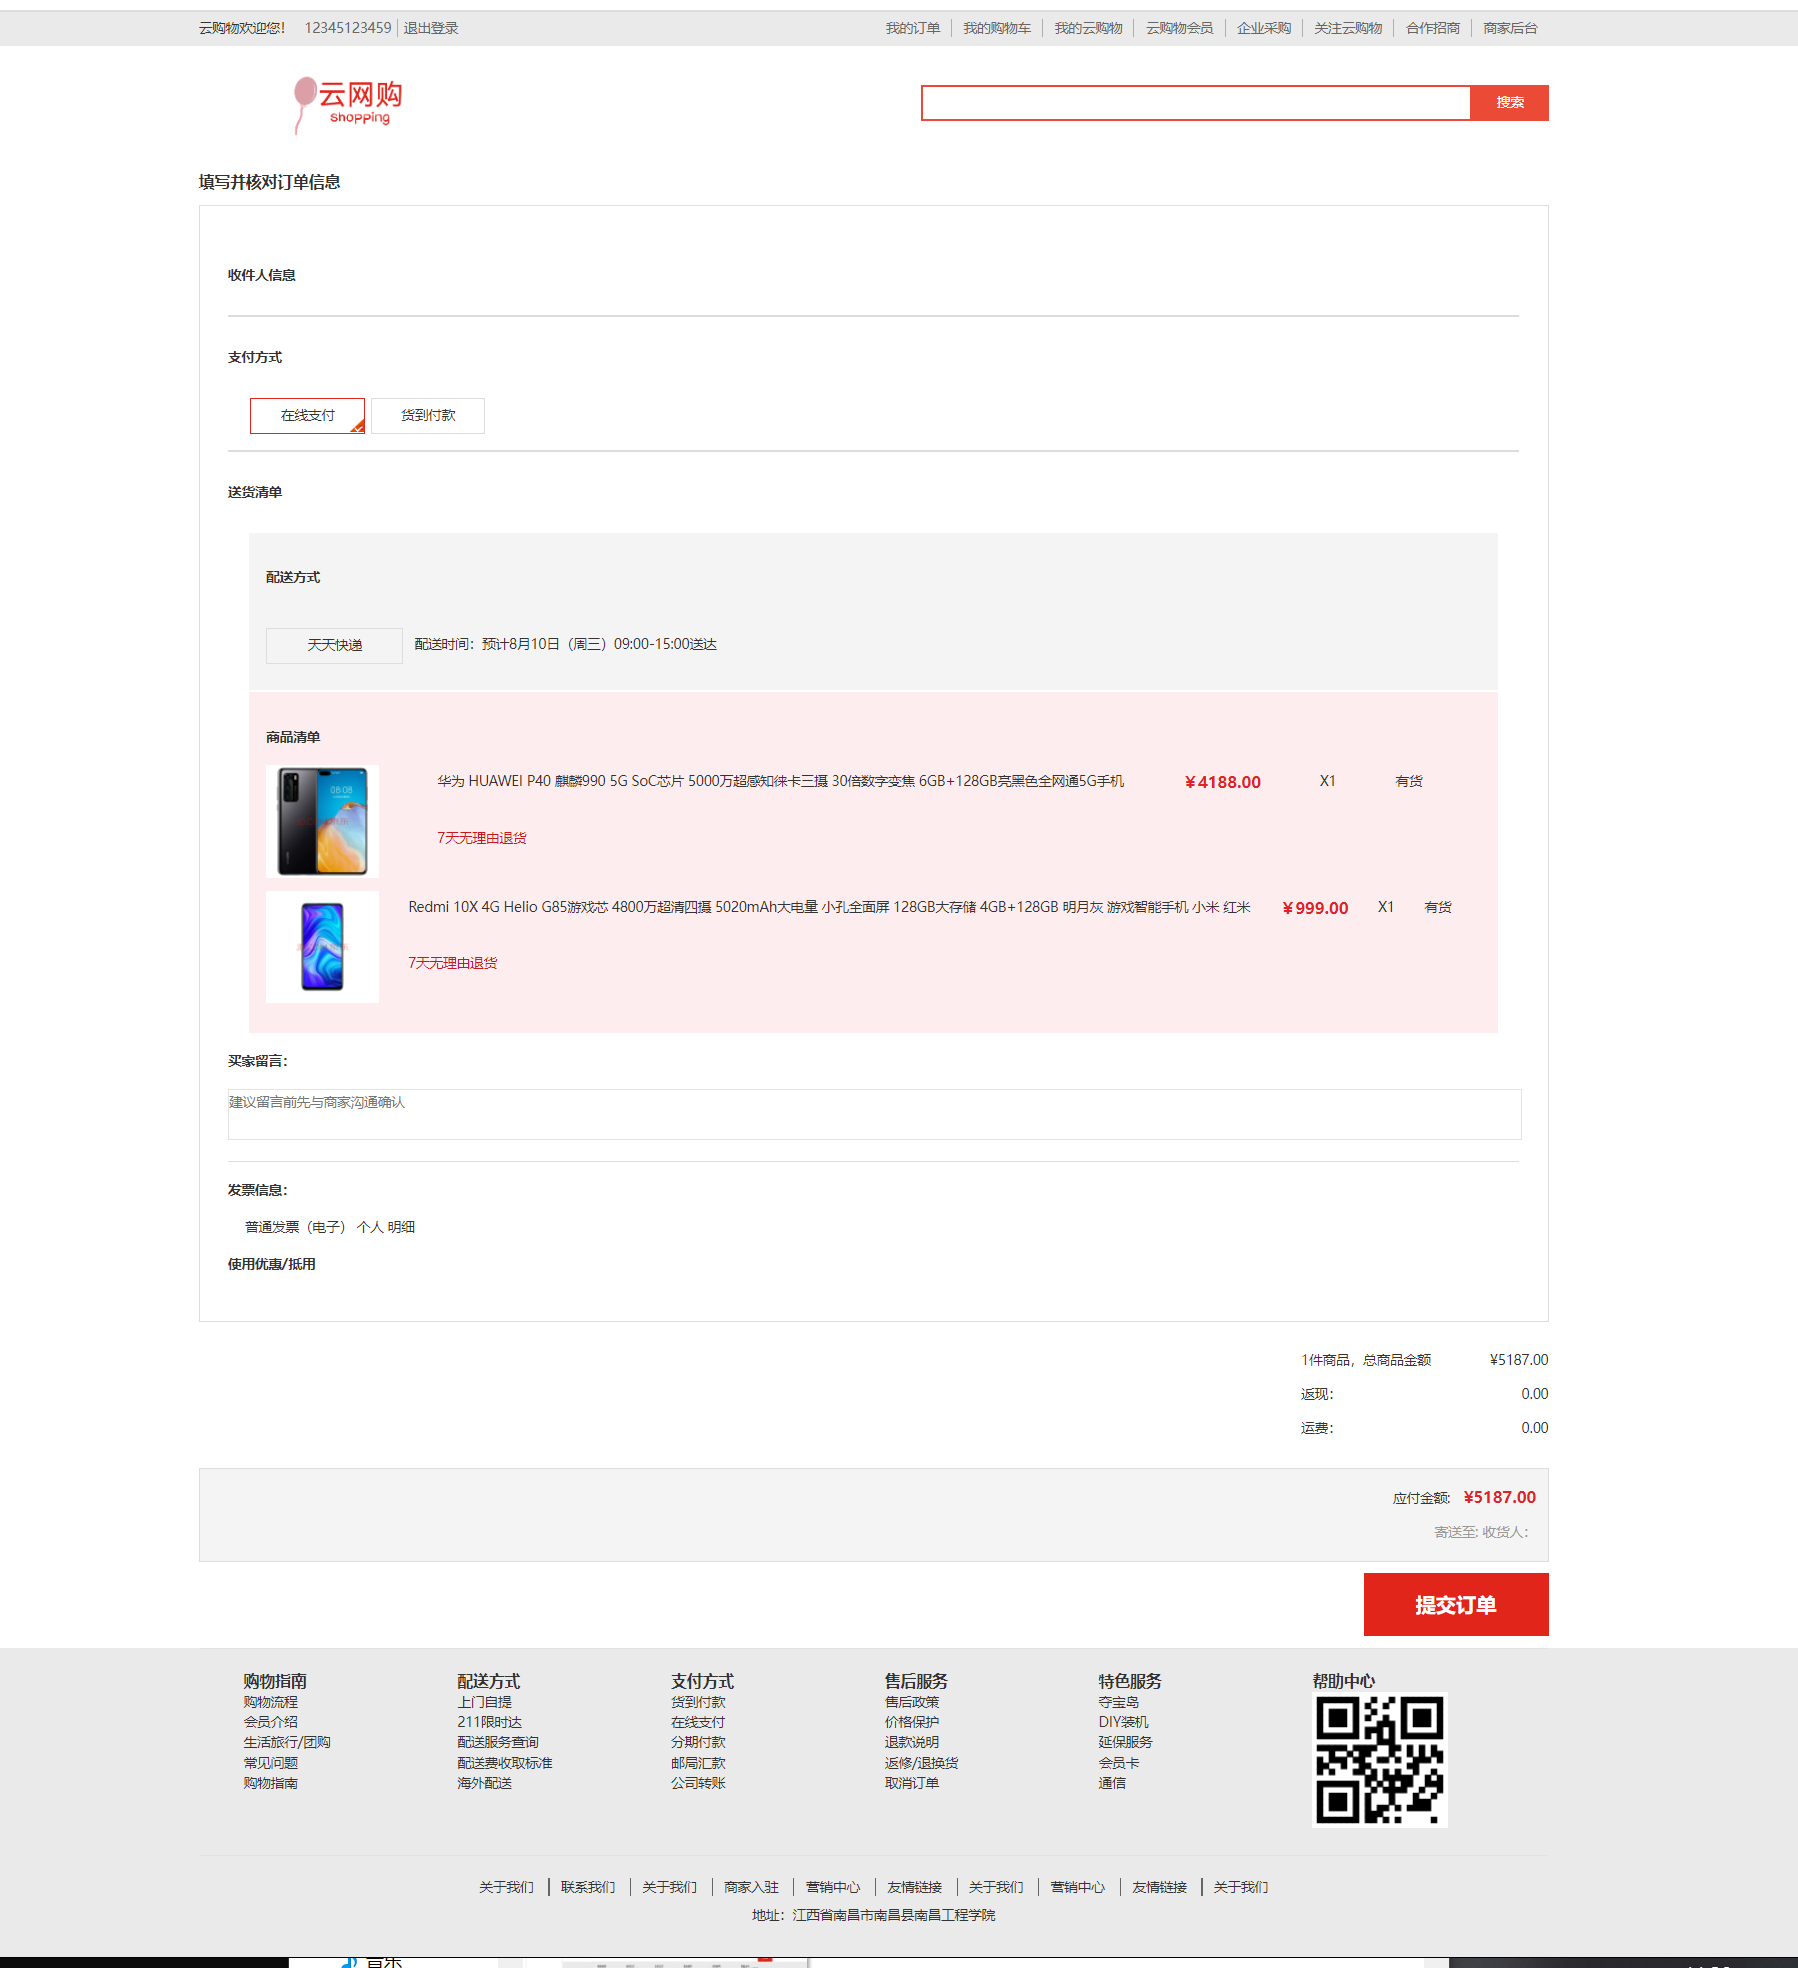 云购物欢迎您！ 12345123459 退出登录 我的订单 我的购物车 我的云购物 云购物会员 企业采购 关注云购物 合作招商 商家后台
云网购
shopping
搜索
填写并核对订单信息
收件人信息
支付方式
在线支付 货到付款
送货清单
配送方式
天天快递 配送时间：预计8月10日（周三）09:00-15:00送达
商品清单
华为 HUAWEI P40 麒麟990 5G SoC芯片 5000万超感知徕卡三摄 30倍数字变焦 6GB+128GB亮黑色全网通5G手机 ￥4188.00 X1 有货
08:08
7天无理由退货
Redmi 10X 4G Helio G85游戏芯 4800万超清四摄 5020mAh大电量 小孔全面屏 128GB大存储 4GB+128GB 明月灰 游戏智能手机 小米 红米 ￥999.00 X1 有货
7天无理由退货
买家留言：
建议留言前先与商家沟通确认
发票信息：
普通发票（电子） 个人 明细
使用优惠/抵用
1件商品，总商品金额 ¥5187.00
返现： 0.00
运费： 0.00
应付金额: ¥5187.00
寄送至: 收货人：
提交订单
购物指南 配送方式 支付方式 售后服务 特色服务 帮助中心
购物流程 上门自提 货到付款 售后政策 夺宝岛
会员介绍 211限时达 在线支付 价格保护 DIY装机
生活旅行/团购 配送服务查询 分期付款 退款说明 延保服务
常见问题 配送费收取标准 邮局汇款 返修/退换货 会员卡
购物指南 海外配送 公司转账 取消订单 通信
关于我们 联系我们 关于我们 商家入驻 营销中心 友情链接 关于我们 营销中心 友情链接 关于我们
地址：江西省南昌市南昌县南昌工程学院
音乐